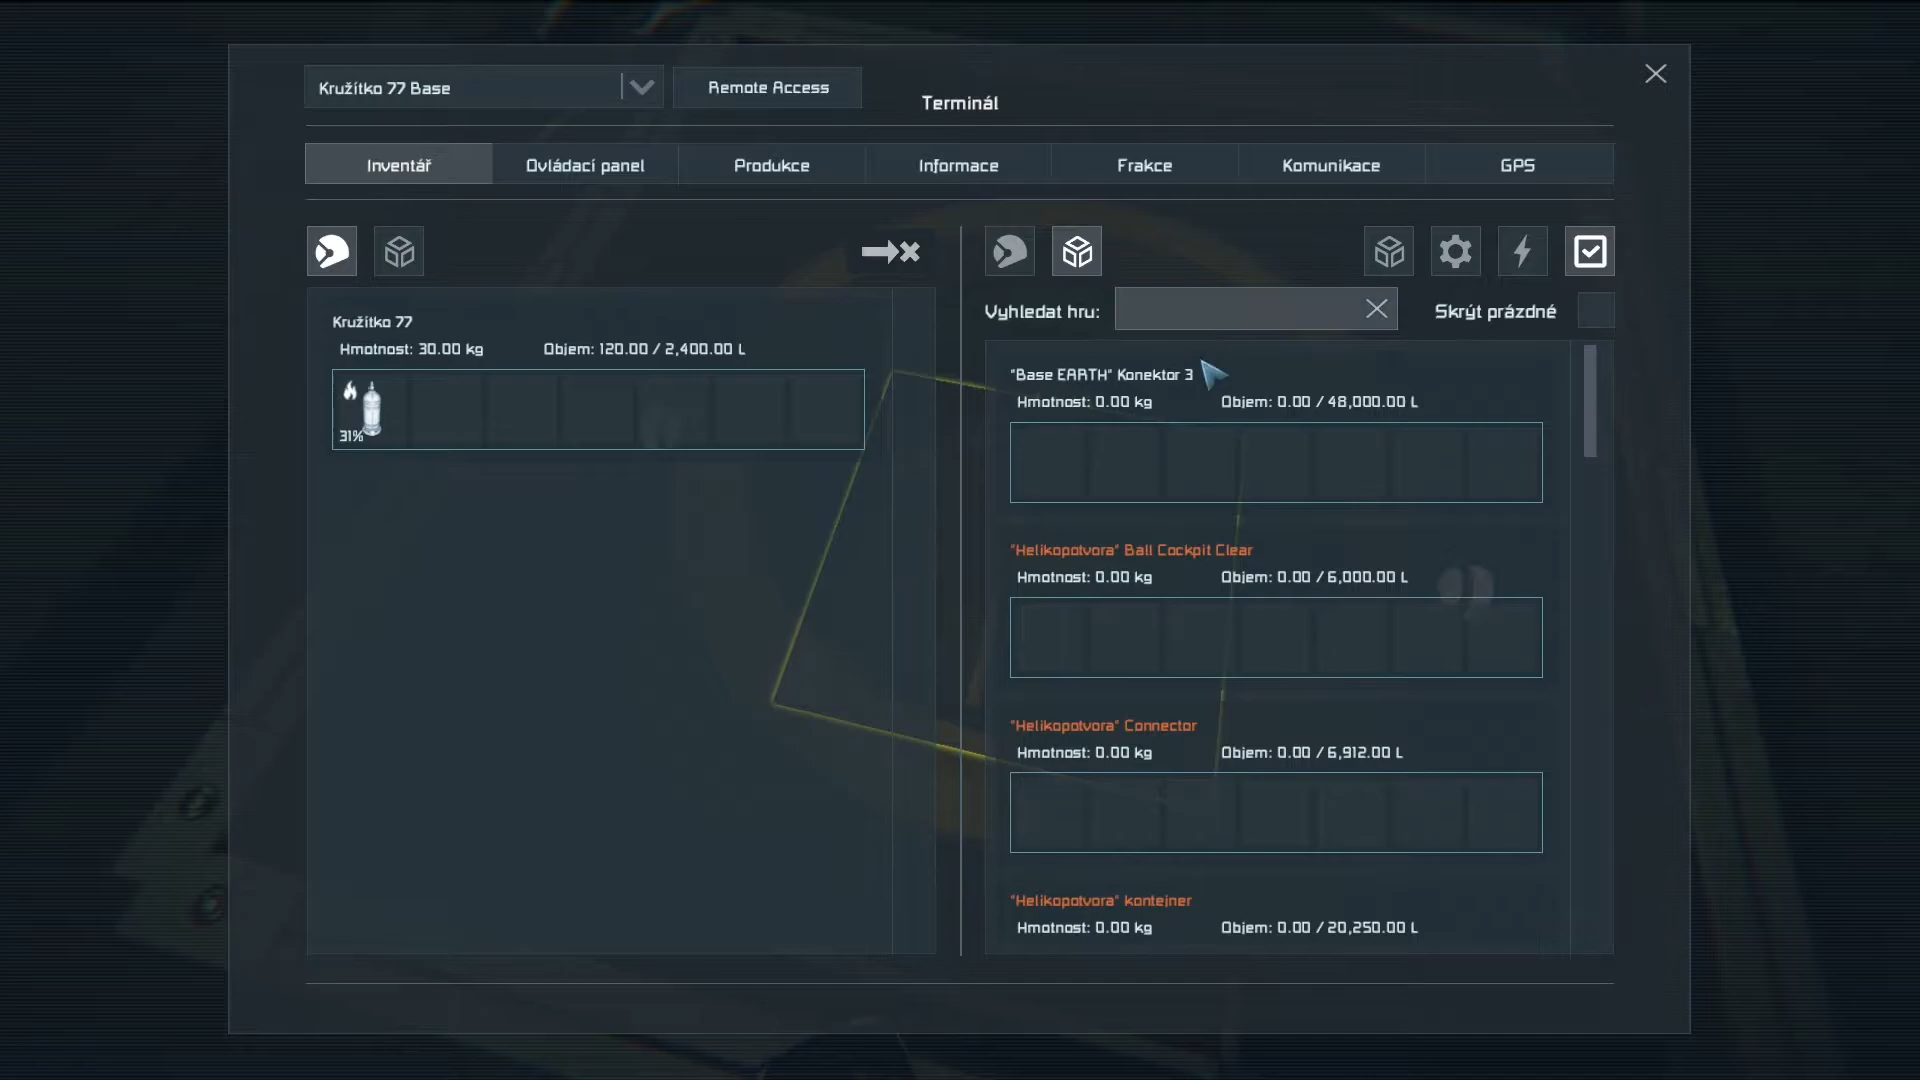 Kružítko 77 Base
Remote Access
Terminál
Inventář
Ovládací panel
Produkce
Informace
Frakce
Komunikace
GPS
Kružítko 77
Hmotnost: 30.00 kg
Objem: 120.00 / 2,400.00 L
31%
Vyhledat hru:
Skrýt prázdné
"Base EARTH" Konektor 3
Hmotnost: 0.00 kg
Objem: 0.00 / 48,000.00 L
"Helikopotvora" Ball Cockpit Clear
Hmotnost: 0.00 kg
Objem: 0.00 / 6,000.00 L
"Helikopotvora" Connector
Hmotnost: 0.00 kg
Objem: 0.00 / 6,912.00 L
"Helikopotvora" kontejner
Hmotnost: 0.00 kg
Objem: 0.00 / 20,250.00 L